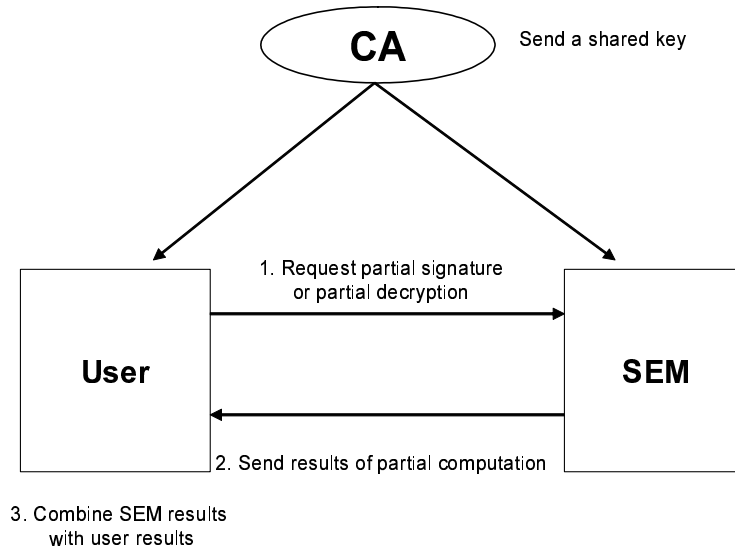 CA
Send a shared key
1. Request partial signature
or partial decryption
User
SEM
2. Send results of partial computation
3. Combine SEM results
with user results